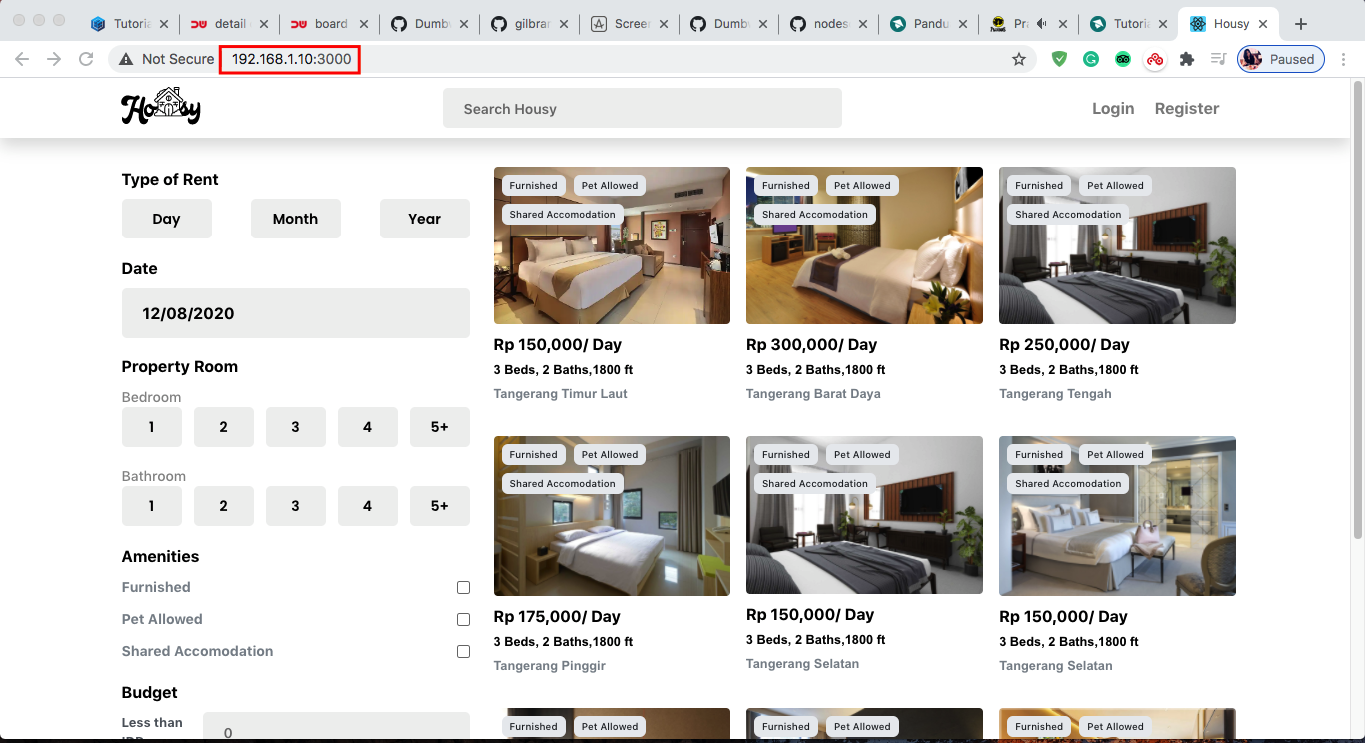 Tutoria
detail
board
Dumbw
gilbran
Screen
Dumbw
nodes
Pandu
Pra
Tutoria
Housy
Not Secure
192.168.1.10:3000
Paused
Housy
Search Housy
Login
Register
Type of Rent
Day
Month
Year
Date
12/08/2020
Property Room
Bedroom
1
2
3
4
5+
Bathroom
1
2
3
4
5+
Amenities
Furnished
Pet Allowed
Shared Accomodation
Budget
Less than
IDR
0
Furnished
Pet Allowed
Shared Accomodation
Rp 150,000/ Day
3 Beds, 2 Baths,1800 ft
Tangerang Timur Laut
Furnished
Pet Allowed
Shared Accomodation
Rp 300,000/ Day
3 Beds, 2 Baths,1800 ft
Tangerang Barat Daya
Furnished
Pet Allowed
Shared Accomodation
Rp 250,000/ Day
3 Beds, 2 Baths,1800 ft
Tangerang Tengah
Furnished
Pet Allowed
Shared Accomodation
Rp 175,000/ Day
3 Beds, 2 Baths,1800 ft
Tangerang Pinggir
Furnished
Pet Allowed
Shared Accomodation
Rp 150,000/ Day
3 Beds, 2 Baths,1800 ft
Tangerang Selatan
Furnished
Pet Allowed
Shared Accomodation
Rp 150,000/ Day
3 Beds, 2 Baths,1800 ft
Tangerang Selatan
Furnished
Pet Allowed
Furnished
Pet Allowed
Furnished
Pet Allowed